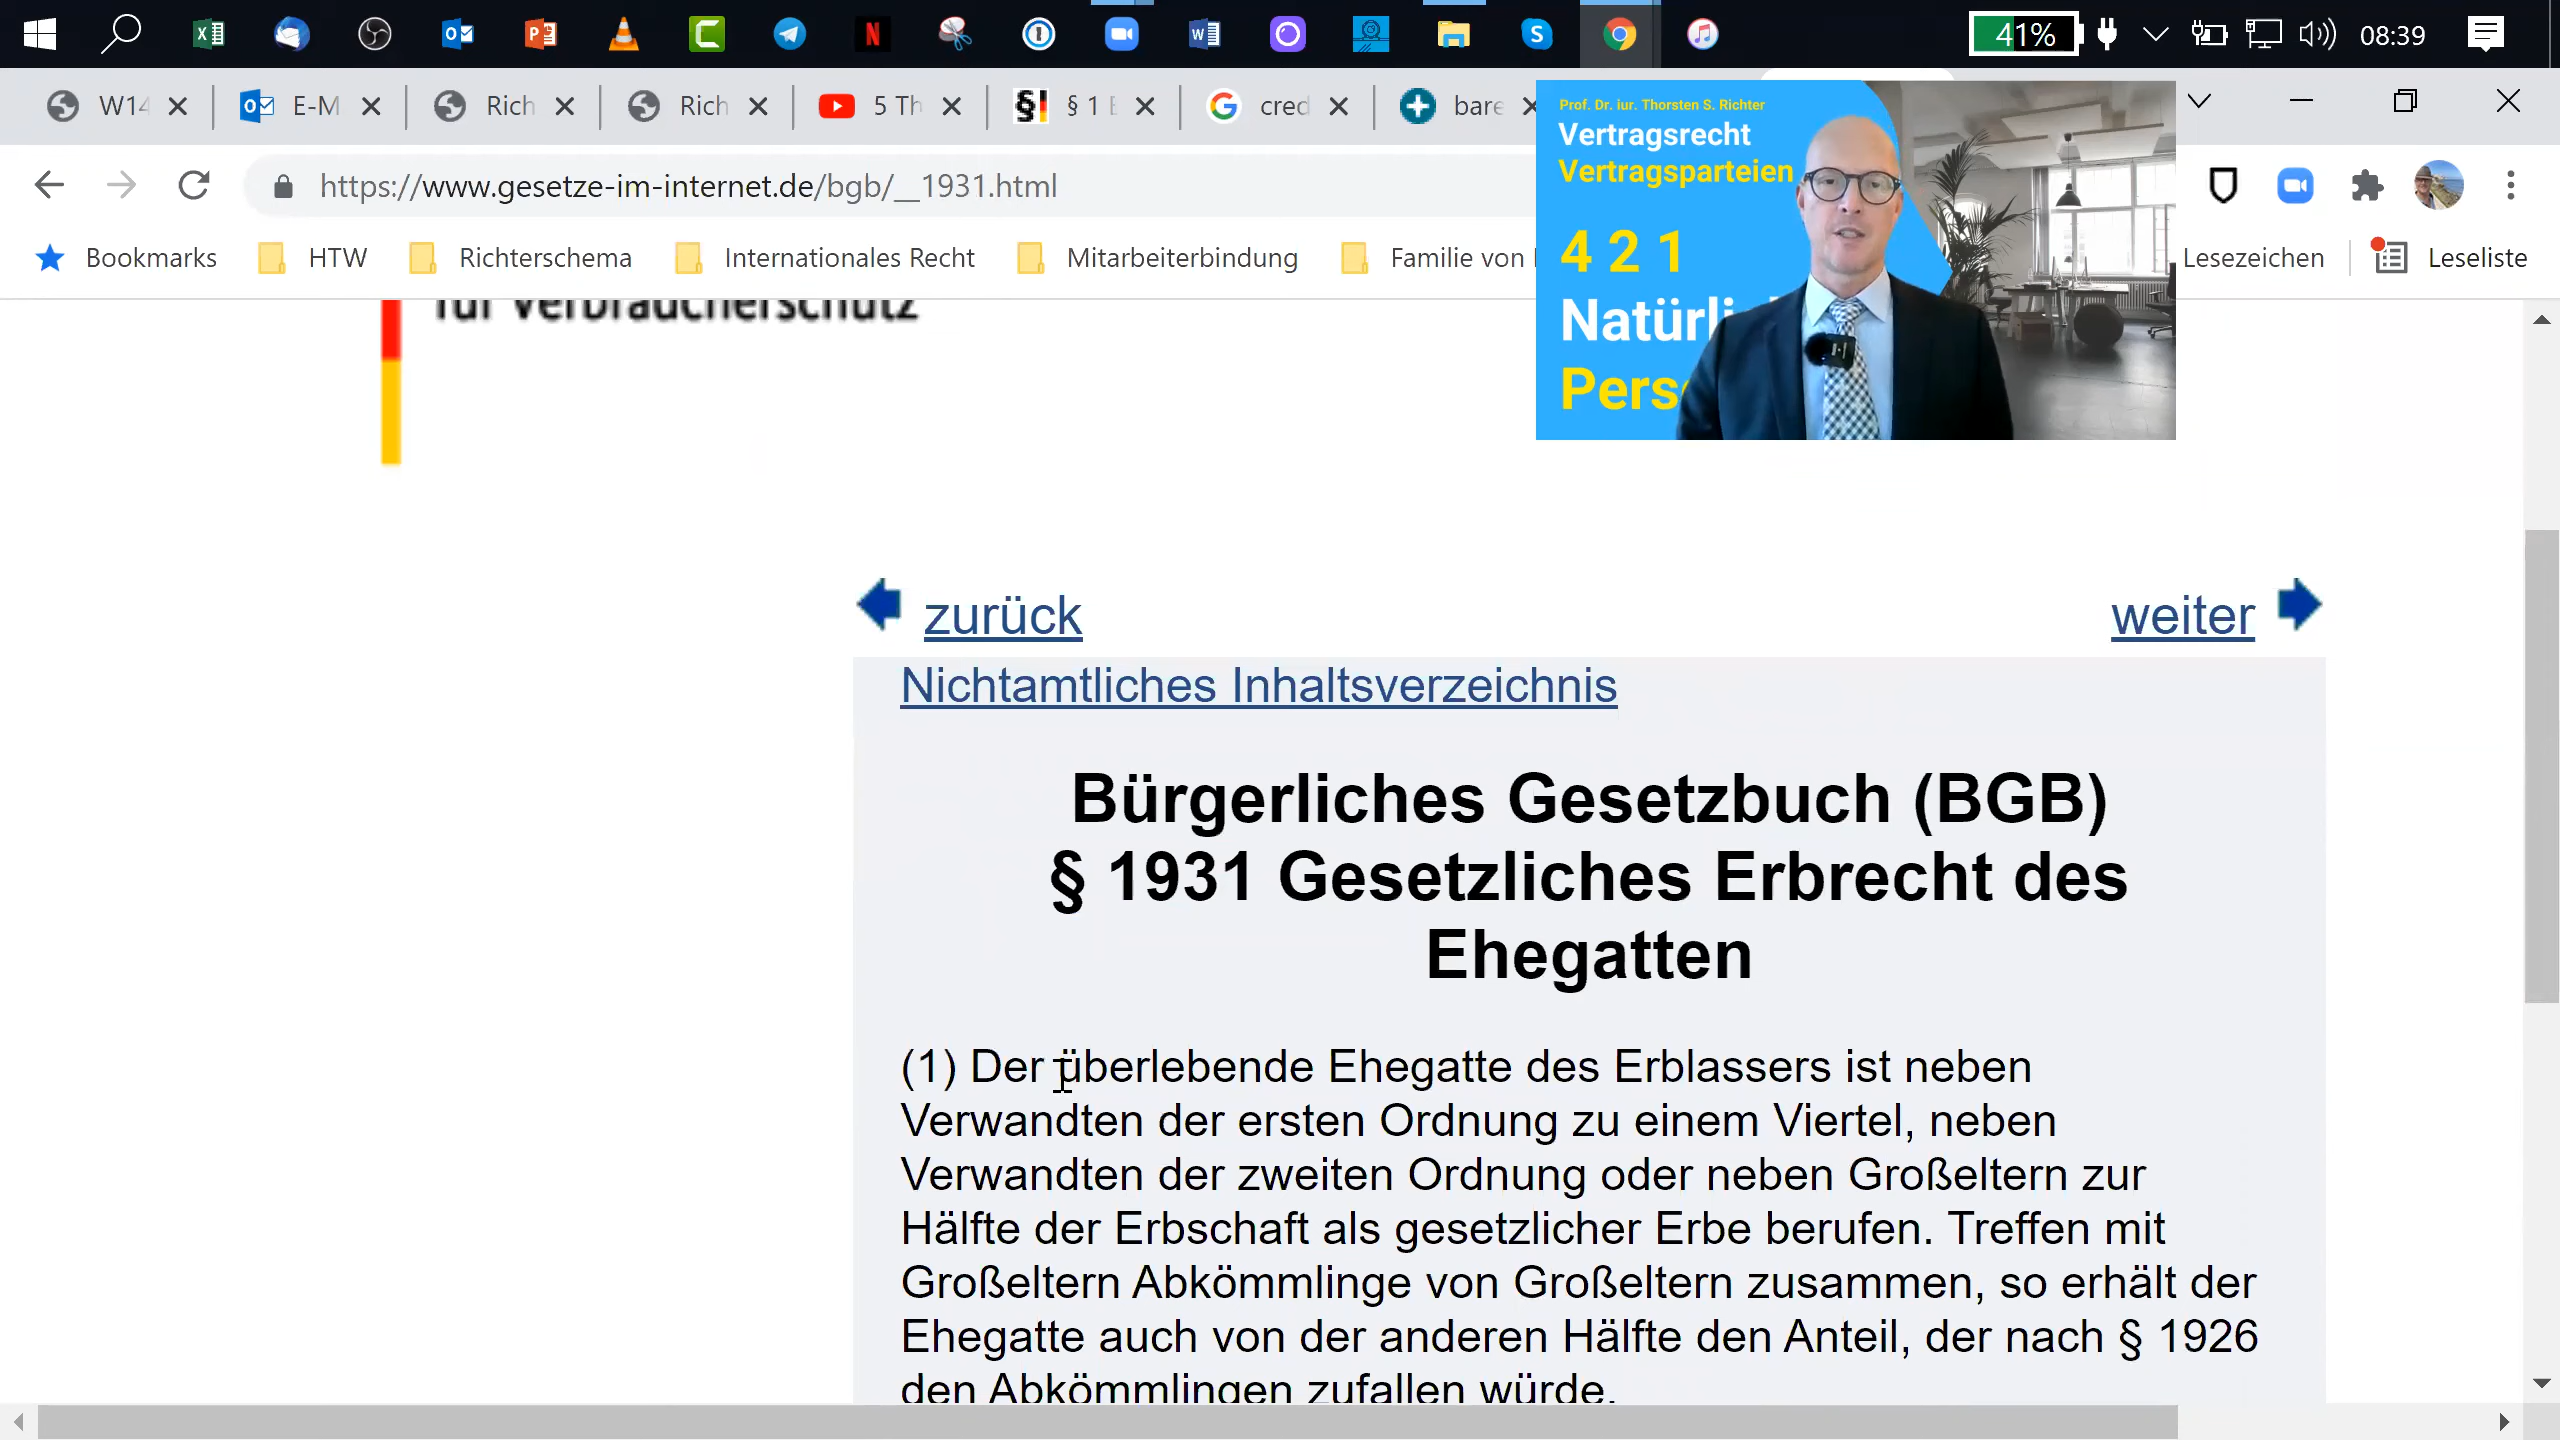 41%
08:39
W14
E-M
Rich
Rich
5 Th
§ 1 E
cred
bare
https://www.gesetze-im-internet.de/bgb/__1931.html
Bookmarks
HTW
Richterschema
Internationales Recht
Mitarbeiterbindung
Familie von
Lesezeichen
Leseliste
Prof. Dr. iur. Thorsten S. Richter
Vertragsrecht
Vertragsparteien
4 2 1
Natürli
Pers
für Verbraucherschutz
zurück
weiter
Nichtamtliches Inhaltsverzeichnis
Bürgerliches Gesetzbuch (BGB)
§ 1931 Gesetzliches Erbrecht des
Ehegatten
(1) Der überlebende Ehegatte des Erblassers ist neben
Verwandten der ersten Ordnung zu einem Viertel, neben
Verwandten der zweiten Ordnung oder neben Großeltern zur
Hälfte der Erbschaft als gesetzlicher Erbe berufen. Treffen mit
Großeltern Abkömmlinge von Großeltern zusammen, so erhält der
Ehegatte auch von der anderen Hälfte den Anteil, der nach § 1926
den Abkömmlingen zufallen würde.